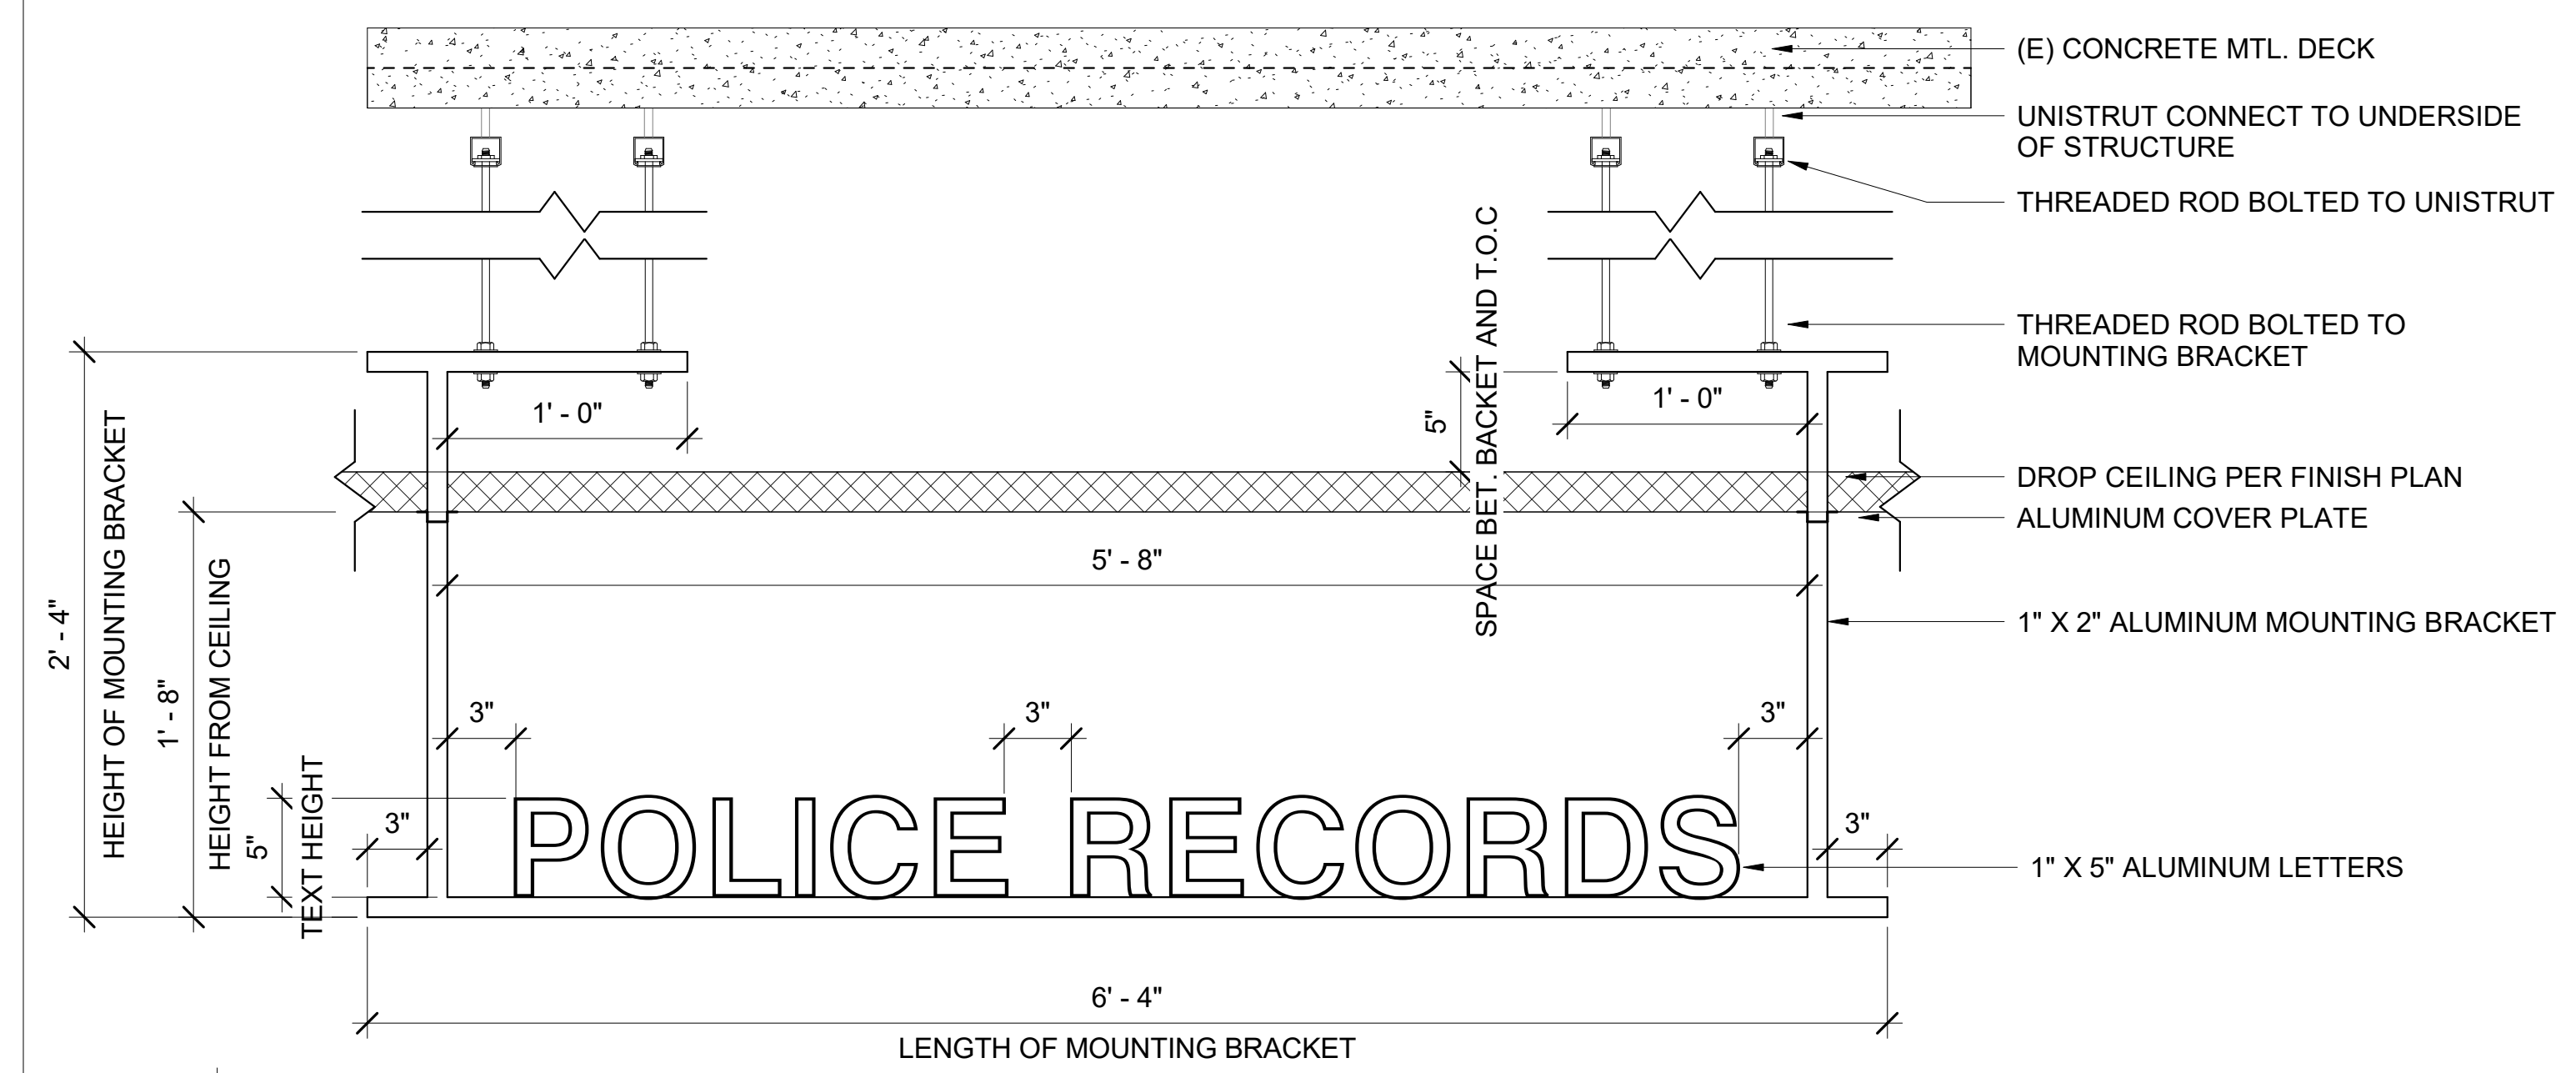 (E) CONCRETE MTL. DECK
UNISTRUT CONNECT TO UNDERSIDE
OF STRUCTURE
THREADED ROD BOLTED TO UNISTRUT
THREADED ROD BOLTED TO
MOUNTING BRACKET
DROP CEILING PER FINISH PLAN
ALUMINUM COVER PLATE
1" X 2" ALUMINUM MOUNTING BRACKET
1" X 5" ALUMINUM LETTERS
2' - 4"
HEIGHT OF MOUNTING BRACKET
1' - 8"
HEIGHT FROM CEILING
5"
TEXT HEIGHT
1' - 0"
5"
SPACE BET. BACKET AND T.O.C
1' - 0"
5' - 8"
3"
3"
3"
3"
3"
POLICE RECORDS
6' - 4"
LENGTH OF MOUNTING BRACKET